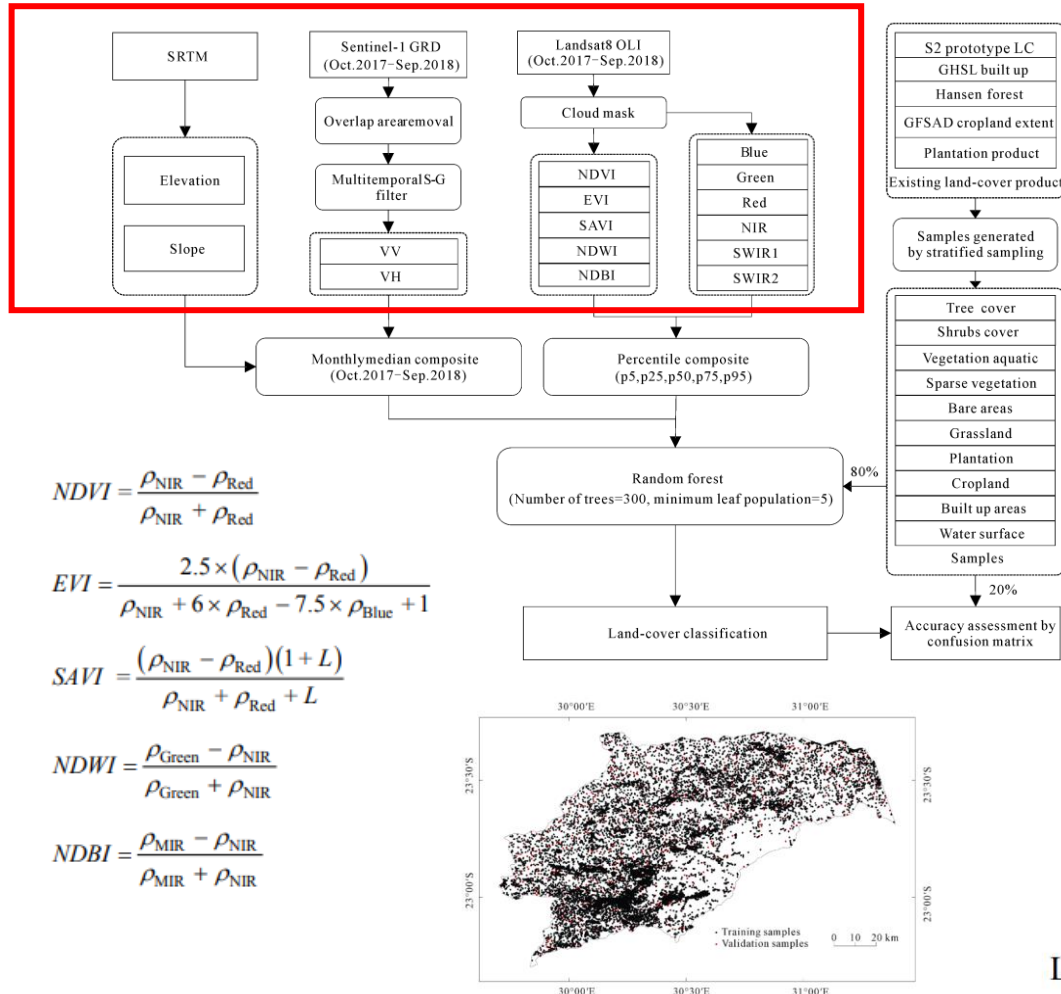 SRTM
Elevation
Slope
Sentinel-1 GRD
(Oct.2017−Sep.2018)
Overlap arearemoval
MultitemporalS-G
filter
VV
VH
Landsat8 OLI
(Oct.2017−Sep.2018)
Cloud mask
NDVI
EVI
SAVI
NDWI
NDBI
Blue
Green
Red
NIR
SWIR1
SWIR2
S2 prototype LC
GHSL built up
Hansen forest
GFSAD cropland extent
Plantation product
Existing land-cover product
Samples generated
by stratified sampling
Tree cover
Shrubs cover
Vegetation aquatic
Sparse vegetation
Bare areas
Grassland
Plantation
Cropland
Built up areas
Water surface
Samples
Monthlymedian composite
(Oct.2017−Sep.2018)
Percentile composite
(p5,p25,p50,p75,p95)
Random forest
(Number of trees=300, minimum leaf population=5)
80%
20%
Land-cover classification
Accuracy assessment by
confusion matrix
NDVI = (ρNIR − ρRed) / (ρNIR + ρRed)
EVI = 2.5 × (ρNIR − ρRed) / (ρNIR + 6 × ρRed − 7.5 × ρBlue + 1)
SAVI = (ρNIR − ρRed)(1 + L) / (ρNIR + ρRed + L)
NDWI = (ρGreen − ρNIR) / (ρGreen + ρNIR)
NDBI = (ρMIR − ρNIR) / (ρMIR + ρNIR)
30°00′E 30°30′E 31°00′E
23°30′S
23°00′S
23°30′S
23°00′S
Training samples
Validation samples
0 10 20 km
30°00′E 30°30′E 31°00′E
L